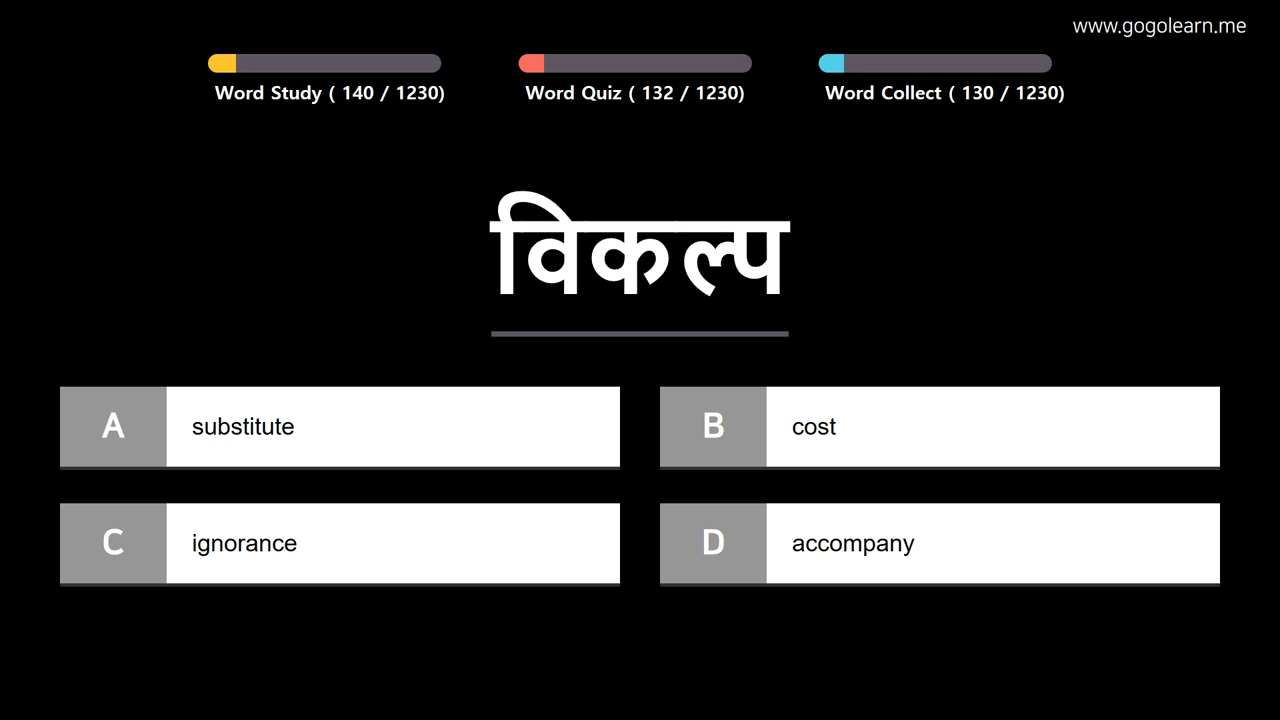 www.gogolearn.me
Word Study ( 140 / 1230)
Word Quiz ( 132 / 1230)
Word Collect ( 130 / 1230)
विकल्प
A substitute
B cost
C ignorance
D accompany